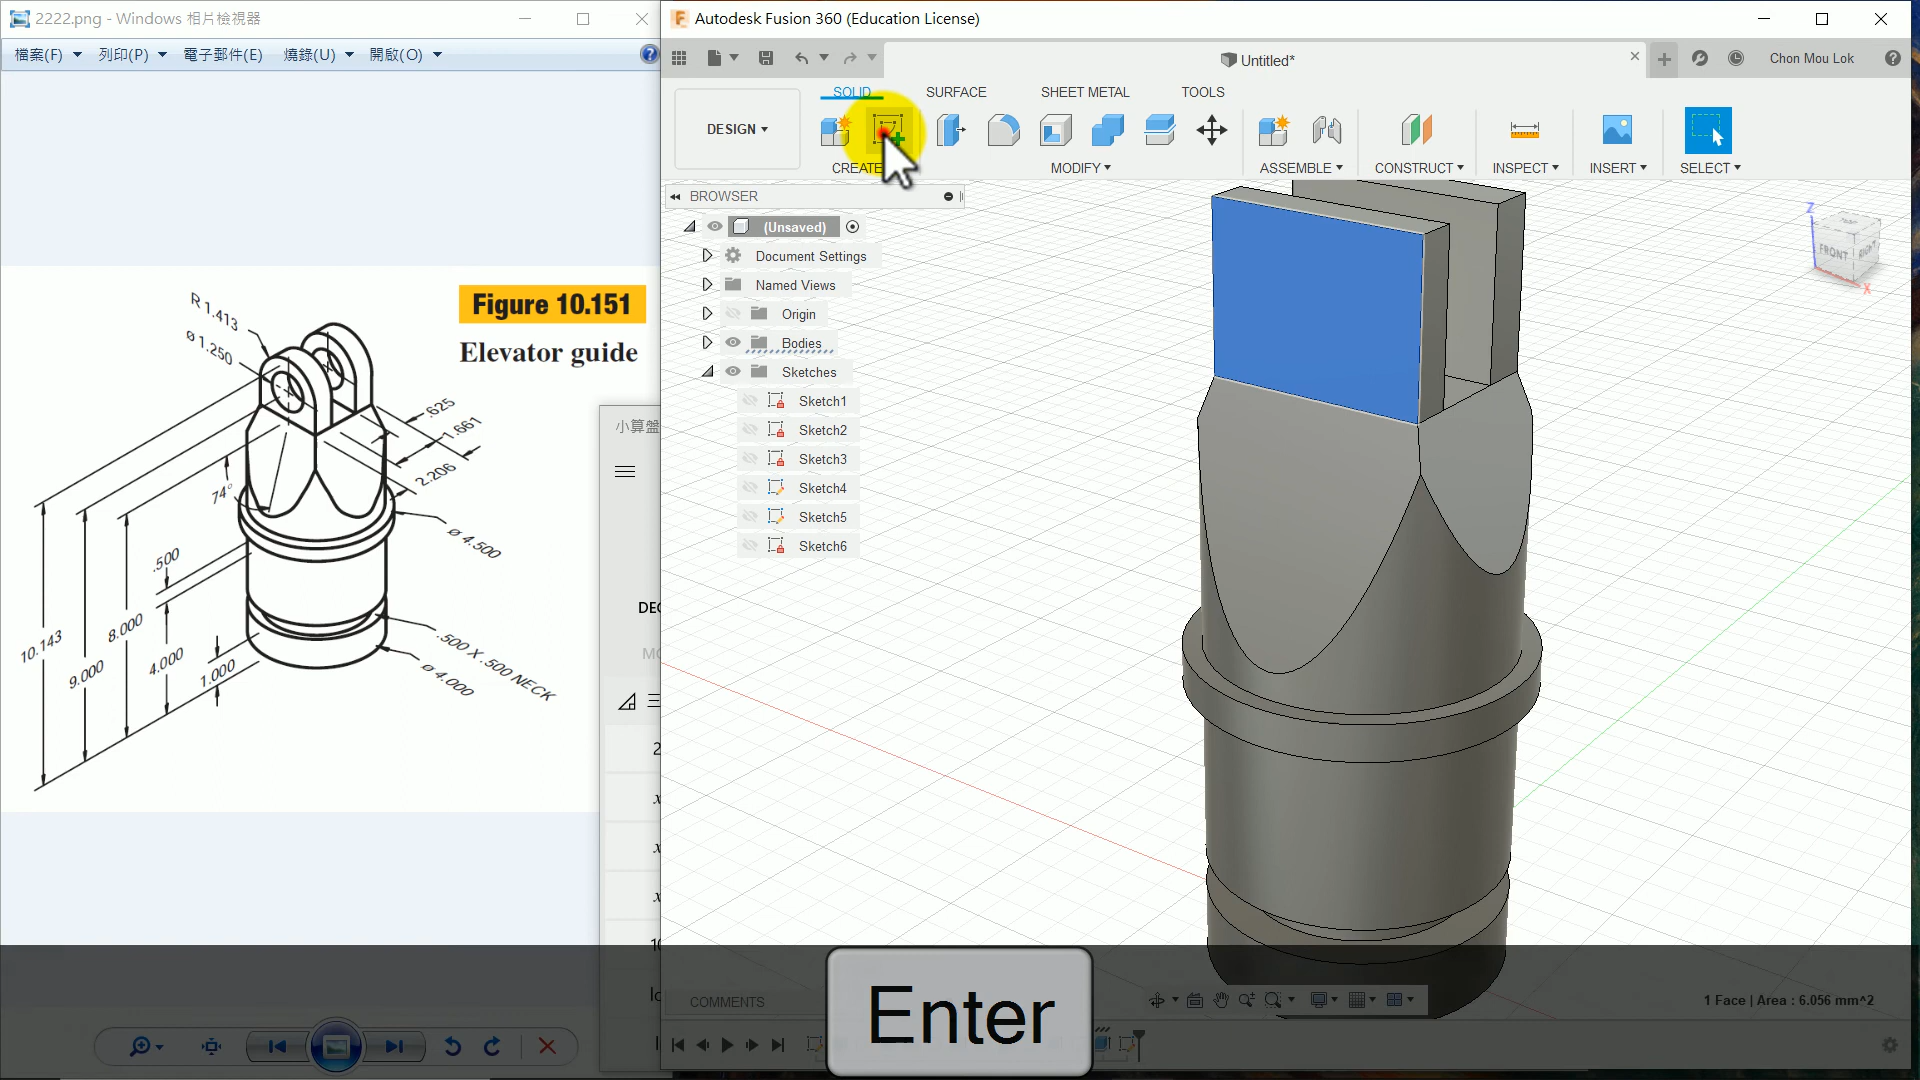 2222.png - Windows 相片檢視器
檔案(F)
列印(P)
電子郵件(E)
燒錄(U)
開啟(O)
R 1.413
ø 1.250
Figure 10.151
Elevator guide
.625
1.661
2.206
74°
ø 4.500
.500
10.143
9.000
8.000
4.000
1.000
.500 X .500 NECK
ø 4.000
小算盤
Autodesk Fusion 360 (Education License)
Untitled*
Chon Mou Lok
SOLID
SURFACE
SHEET METAL
TOOLS
DESIGN
CREATE
MODIFY
ASSEMBLE
CONSTRUCT
INSPECT
INSERT
SELECT
BROWSER
(Unsaved)
Document Settings
Named Views
Origin
Bodies
Sketches
Sketch1
Sketch2
Sketch3
Sketch4
Sketch5
Sketch6
Z
FRONT
RIGHT
X
COMMENTS
1 Face | Area : 6.056 mm^2
Enter